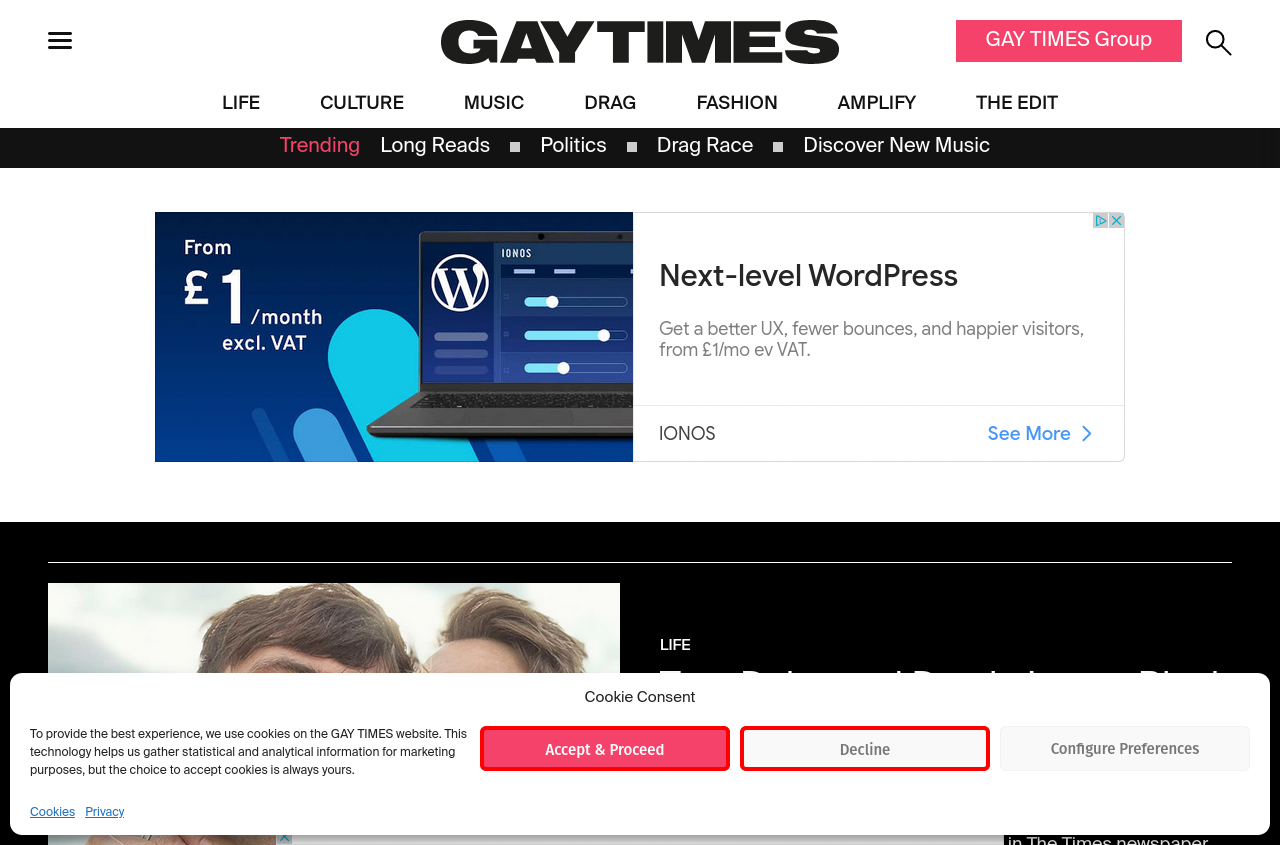 GAYTIMES
GAY TIMES Group
LIFE CULTURE MUSIC DRAG FASHION AMPLIFY THE EDIT
Trending Long Reads Politics Drag Race Discover New Music
From
£1/month
excl. VAT
IONOS
Next-level WordPress
Get a better UX, fewer bounces, and happier visitors,
from £1/mo ev VAT.
IONOS
See More
LIFE
Cookie Consent
To provide the best experience, we use cookies on the GAY TIMES website. This
technology helps us gather statistical and analytical information for marketing
purposes, but the choice to accept cookies is always yours.
Accept & Proceed
Decline
Configure Preferences
Cookies Privacy
in The Times newspaper